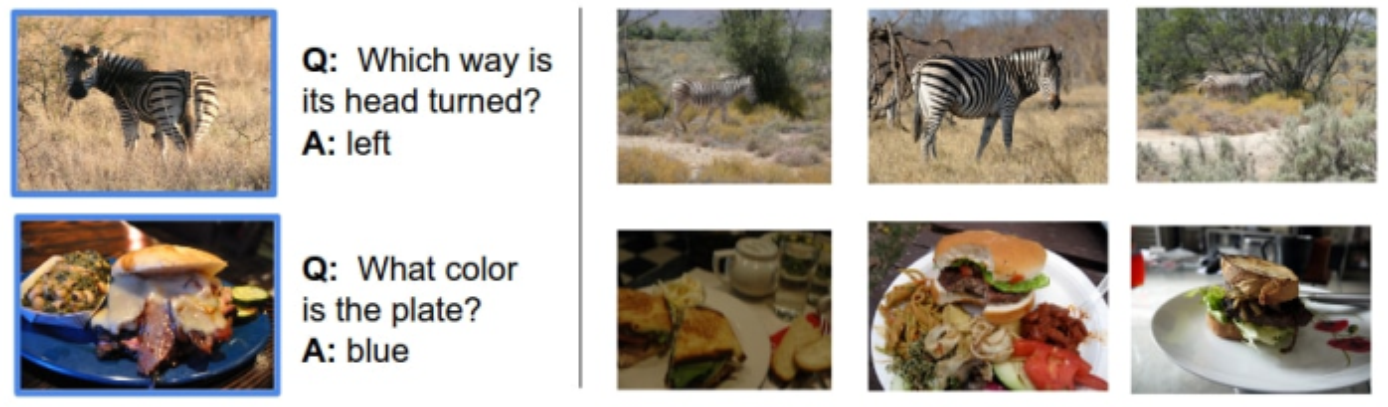 Q: Which way is
its head turned?
A: left
Q: What color
is the plate?
A: blue